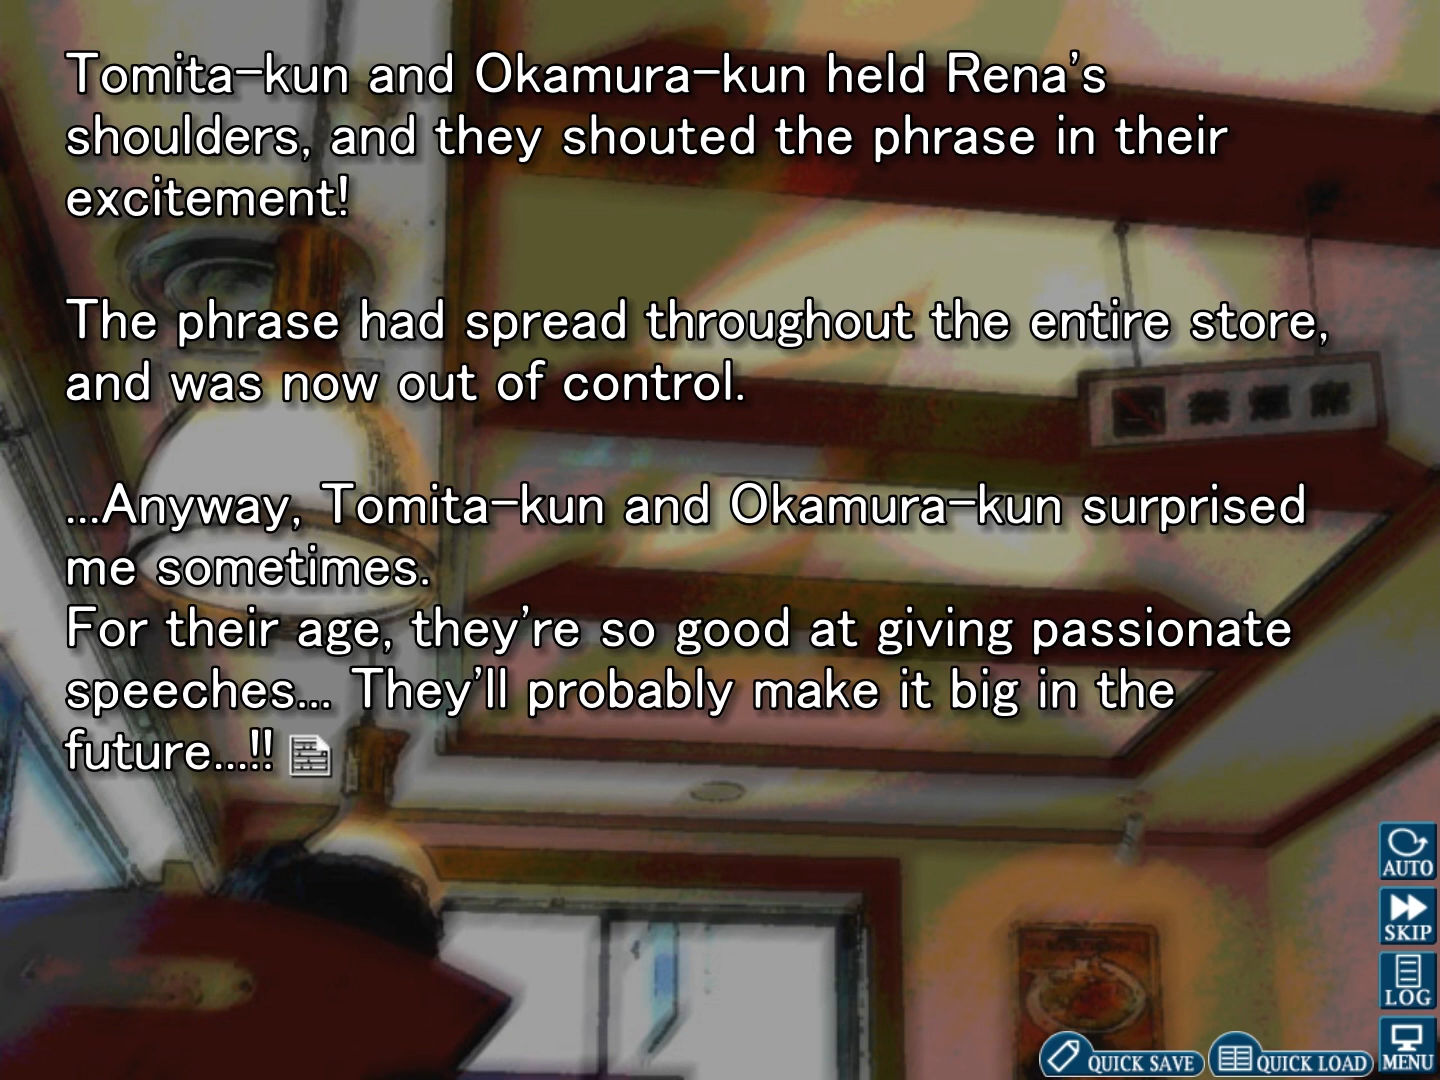 Tomita-kun and Okamura-kun held Rena's
shoulders, and they shouted the phrase in their
excitement!
The phrase had spread throughout the entire store,
and was now out of control.
...Anyway, Tomita-kun and Okamura-kun surprised
me sometimes.
For their age, they're so good at giving passionate
speeches... They'll probably make it big in the
future...!!
禁煙席
AUTO
SKIP
LOG
MENU
QUICK SAVE
QUICK LOAD